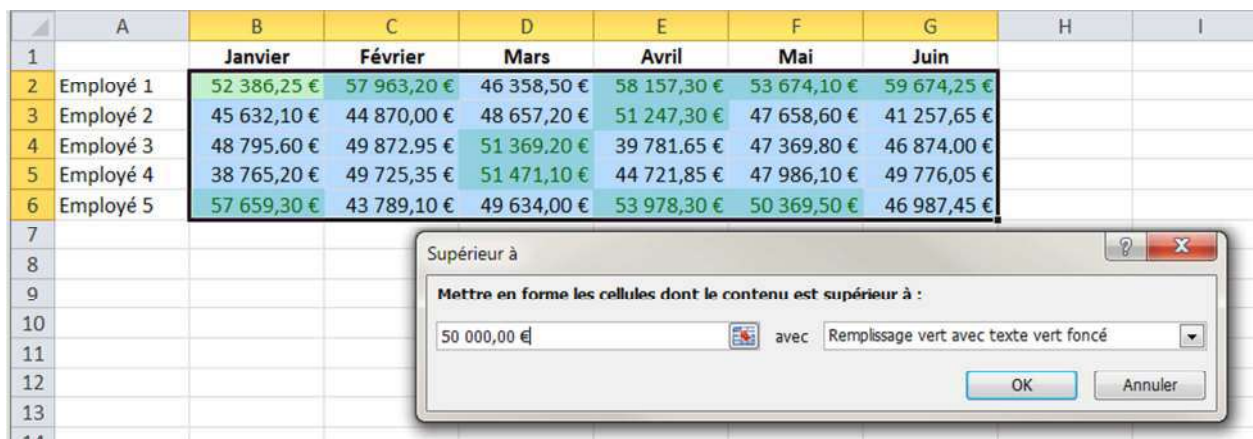 A B C D E F G H I
1 Janvier Février Mars Avril Mai Juin
2 Employé 1 52 386,25 € 57 963,20 € 46 358,50 € 58 157,30 € 53 674,10 € 59 674,25 €
3 Employé 2 45 632,10 € 44 870,00 € 48 657,20 € 51 247,30 € 47 658,60 € 41 257,65 €
4 Employé 3 48 795,60 € 49 872,95 € 51 369,20 € 39 781,65 € 47 369,80 € 46 874,00 €
5 Employé 4 38 765,20 € 49 725,35 € 51 471,10 € 44 721,85 € 47 986,10 € 49 776,05 €
6 Employé 5 57 659,30 € 43 789,10 € 49 634,00 € 53 978,30 € 50 369,50 € 46 987,45 €
7
8 Supérieur à ?
9 Mettre en forme les cellules dont le contenu est supérieur à :
10 50 000,00 € avec Remplissage vert avec texte vert foncé
11
12 OK Annuler
13